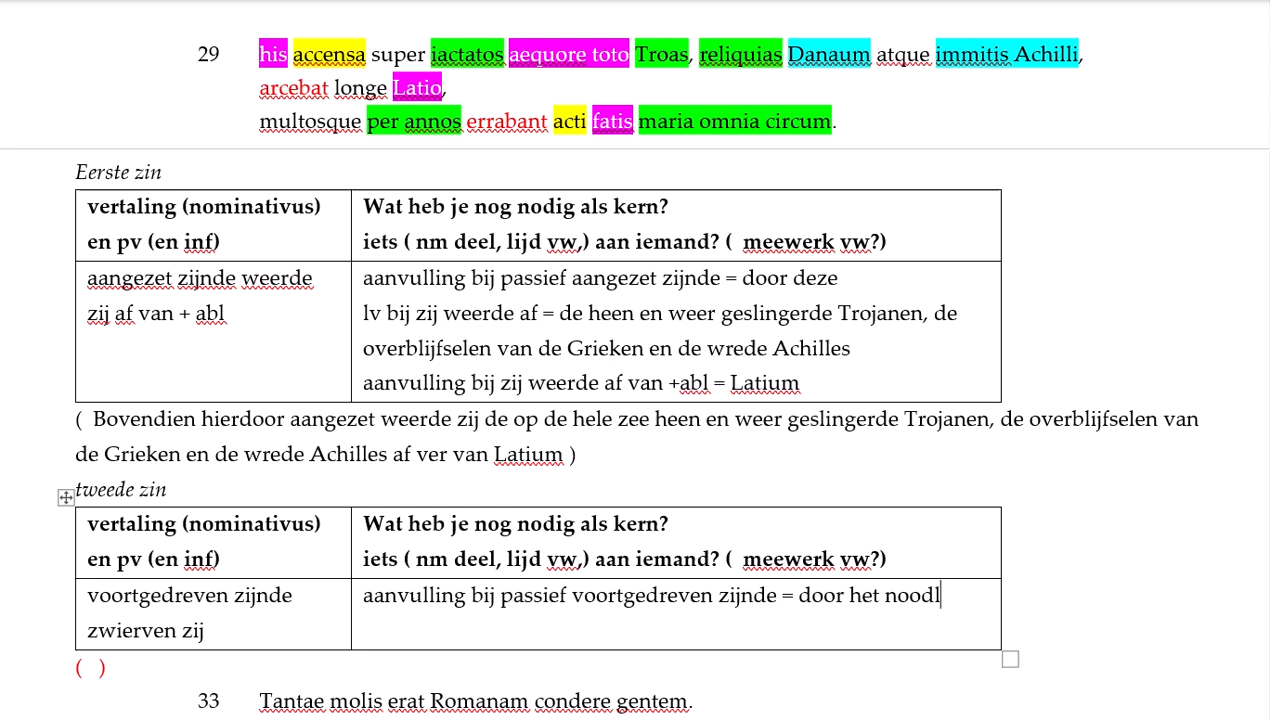 29 his accensa super iactatos aequore toto Troas, reliquias Danaum atque immitis Achilli,
arcebat longe Latio,
multosque per annos errabant acti fatis maria omnia circum.
Eerste zin
vertaling (nominativus) Wat heb je nog nodig als kern?
en pv (en inf) iets ( nm deel, lijd vw,) aan iemand? (  meewerk vw?)
aangezet zijnde weerde aanvulling bij passief aangezet zijnde = door deze
zij af van + abl lv bij zij weerde af = de heen en weer geslingerde Trojanen, de
overblijfselen van de Grieken en de wrede Achilles
aanvulling bij zij weerde af van +abl = Latium
(  Bovendien hierdoor aangezet weerde zij de op de hele zee heen en weer geslingerde Trojanen, de overblijfselen van
de Grieken en de wrede Achilles af ver van Latium )
tweede zin
vertaling (nominativus) Wat heb je nog nodig als kern?
en pv (en inf) iets ( nm deel, lijd vw,) aan iemand? (  meewerk vw?)
voortgedreven zijnde aanvulling bij passief voortgedreven zijnde = door het noodl
zwierven zij
(  )
33 Tantae molis erat Romanam condere gentem.